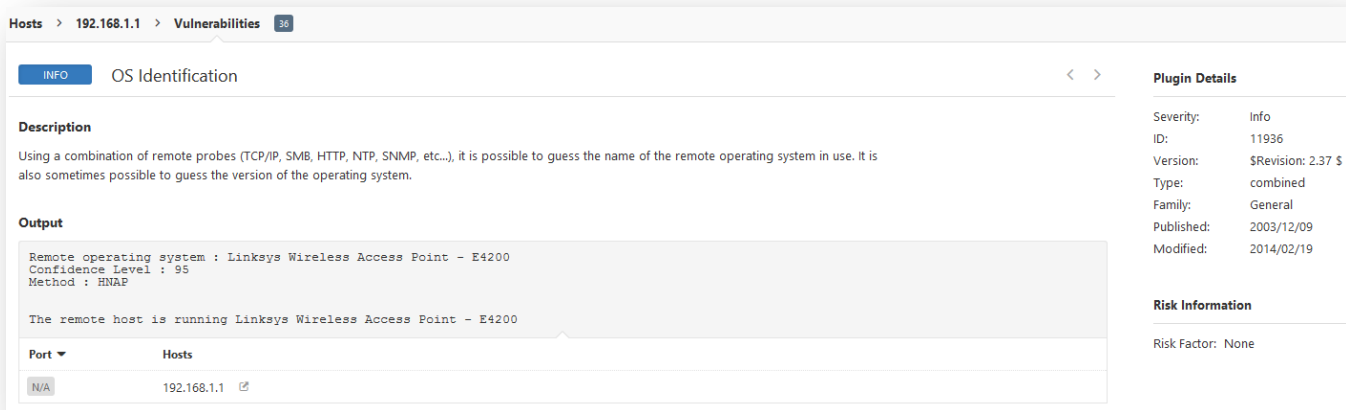 Hosts > 192.168.1.1 > Vulnerabilities 36
INFO OS Identification
Description
Using a combination of remote probes (TCP/IP, SMB, HTTP, NTP, SNMP, etc...), it is possible to guess the name of the remote operating system in use. It is
also sometimes possible to guess the version of the operating system.
Output
Remote operating system : Linksys Wireless Access Point - E4200
Confidence Level : 95
Method : HNAP
The remote host is running Linksys Wireless Access Point - E4200
Port Hosts
N/A 192.168.1.1
Plugin Details
Severity: Info
ID: 11936
Version: $Revision: 2.37 $
Type: combined
Family: General
Published: 2003/12/09
Modified: 2014/02/19
Risk Information
Risk Factor: None